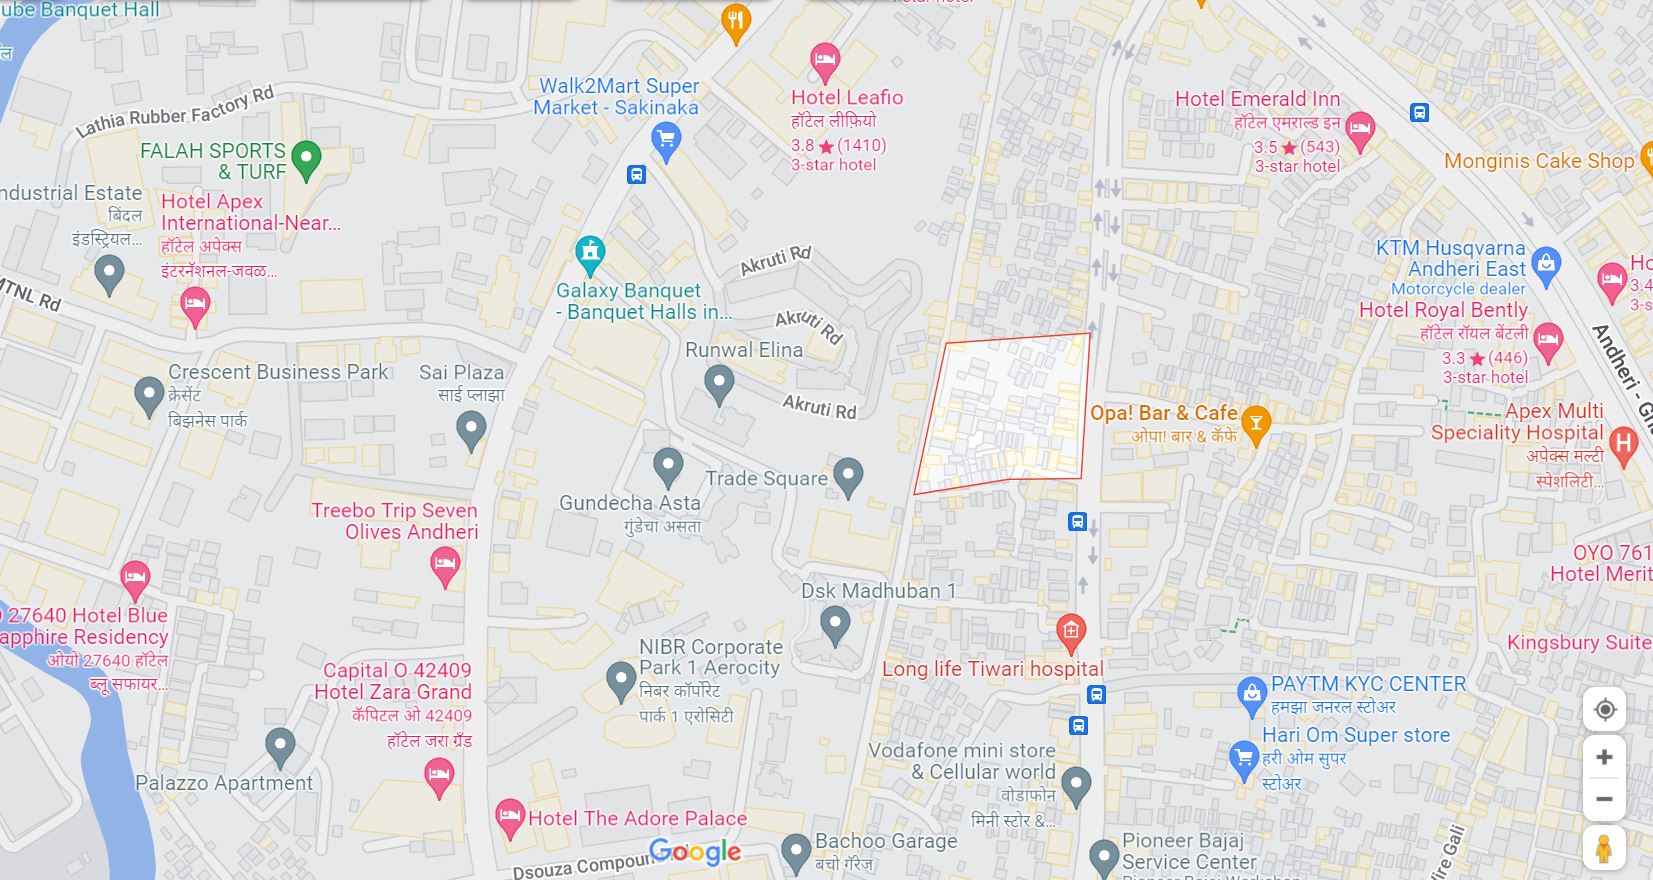 ube Banquet Hall
Lathia Rubber Factory Rd
Walk2Mart Super
Market - Sakinaka
Hotel Leafio
हॉटेल लीफ़ियो
3.8 ★ (1410)
3-star hotel
Hotel Emerald Inn
हॉटेल एमराल्ड इन
3.5 ★ (543)
3-star hotel
Monginis Cake Shop
FALAH SPORTS
& TURF
ndustrial Estate
बिंदल
इंडस्ट्रियल...
Hotel Apex
International-Near...
हॉटेल अपेक्स
इंटरनॅशनल-जवळ...
MTNL Rd
Galaxy Banquet
- Banquet Halls in...
Akruti Rd
Akruti Rd
Akruti Rd
KTM Husqvarna
Andheri East
Motorcycle dealer
Hotel Royal Bently
हॉटेल रॉयल बेंटली
3.3 ★ (446)
3-star hotel
Ho
3.4
3-s
Andheri - Gh
Runwal Elina
Crescent Business Park
क्रेसेंट
बिझनेस पार्क
Sai Plaza
साई प्लाझा
Opa! Bar & Cafe
ओपा! बार & कॅफे
Apex Multi
Speciality Hospital
अपेक्स मल्टी
स्पेशलिटी...
Trade Square
Gundecha Asta
गुंडेचा असता
Treebo Trip Seven
Olives Andheri
OYO 761
Hotel Merit
Dsk Madhuban 1
27640 Hotel Blue
apphire Residency
ओयो 27640 हॉटेल
ब्लू सफायर...
NIBR Corporate
Park 1 Aerocity
निबर कॉर्पोरेट
पार्क 1 एरोसिटी
Long life Tiwari hospital
Kingsbury Suite
Capital O 42409
Hotel Zara Grand
कॅपिटल ओ 42409
हॉटेल जरा ग्रँड
PAYTM KYC CENTER
हमझा जनरल स्टोअर
Hari Om Super store
हरी ओम सुपर
स्टोअर
Palazzo Apartment
Vodafone mini store
& Cellular world
वोडाफोन
मिनी स्टोर &...
Hotel The Adore Palace
Bachoo Garage
बचो गॅरेज
Pioneer Bajaj
Service Center
Dsouza Compoun
Google
ire Gali